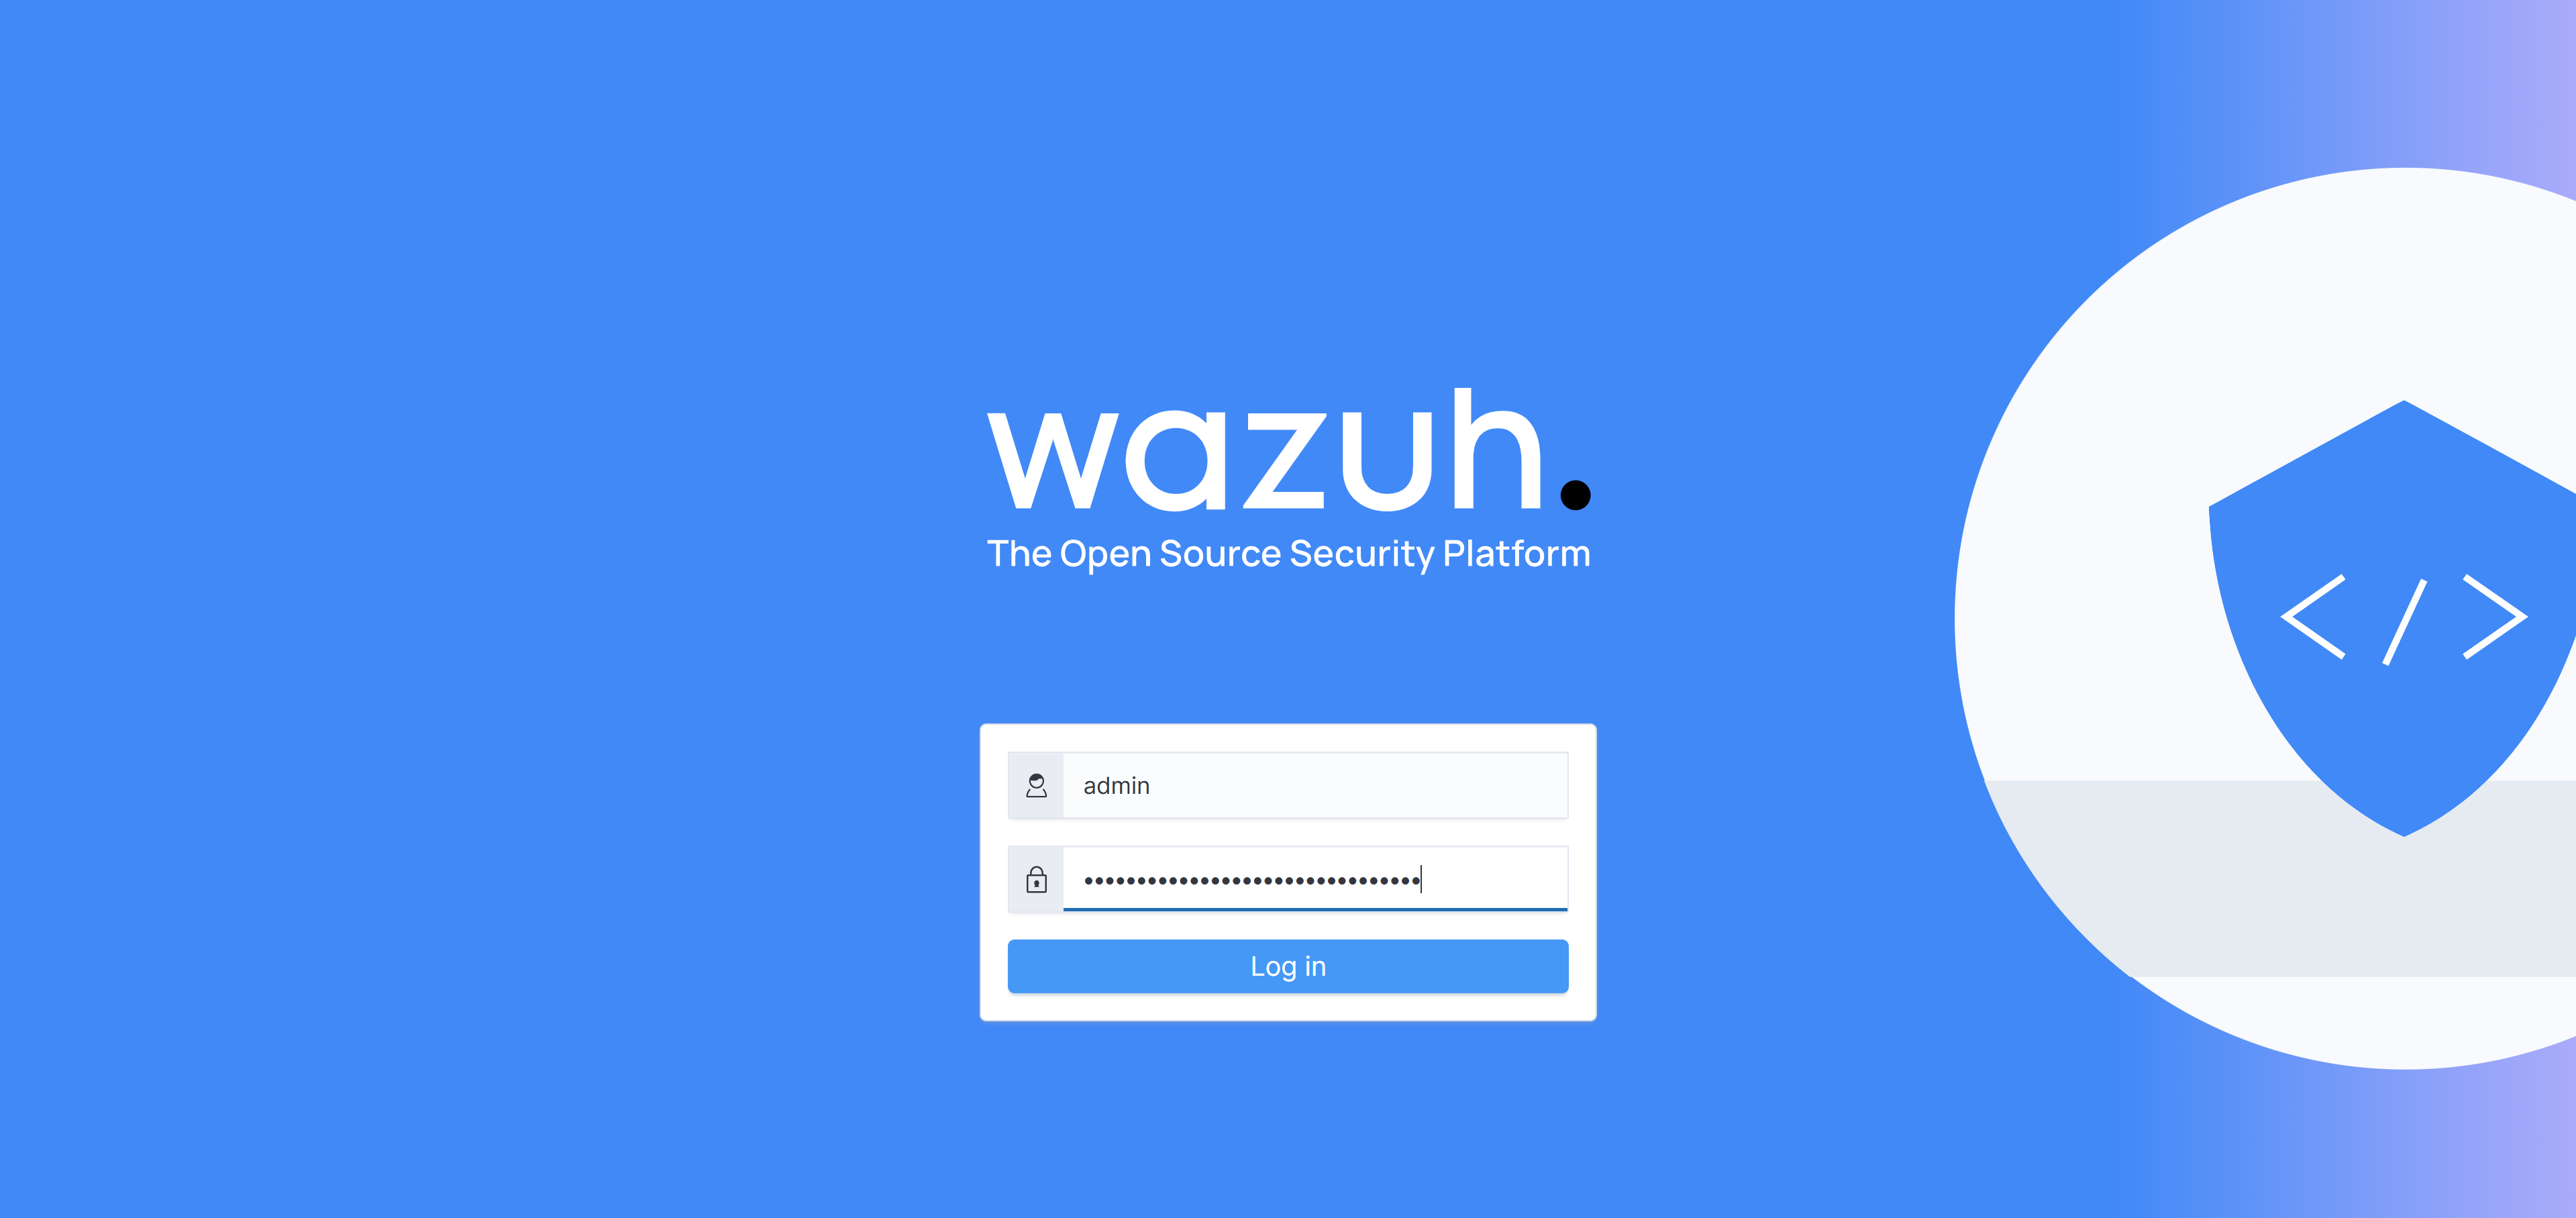 wazuh.
The Open Source Security Platform
</>
admin
••••••••••••••••••••••••••••••••
Log in